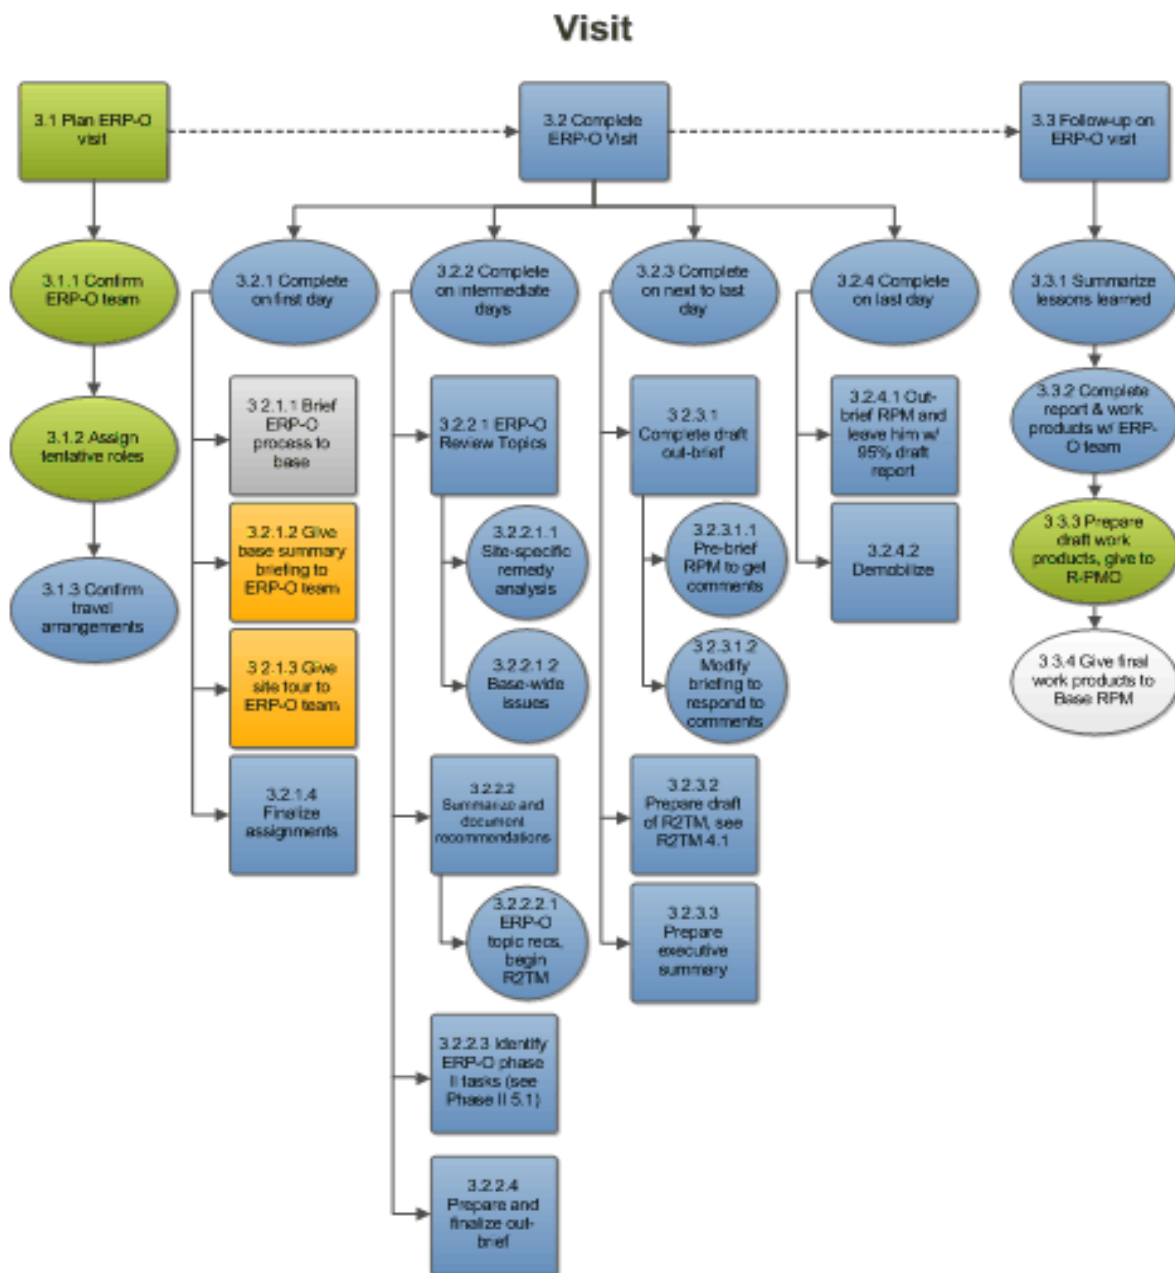 Visit
3.1 Plan ERP-O
visit
3.2 Complete
ERP-O Visit
3.3 Follow-up on
ERP-O visit
3.1.1 Confirm
ERP-O team
3.1.2 Assign
tentative roles
3.1.3 Confirm
travel
arrangements
3.2.1 Complete
on first day
3.2.1.1 Brief
ERP-O
process to
base
3.2.1.2 Give
base summary
briefing to
ERP-O team
3.2.1.3 Give
site tour to
ERP-O team
3.2.1.4
Finalize
assignments
3.2.2 Complete
on intermediate
days
3.2.2.1 ERP-O
Review Topics
3.2.2.1.1
Site-specific
remedy
analysis
3.2.2.1.2
Base-wide
issues
3.2.2.2
Summarize and
document
recommendations
3.2.2.2.1
ERP-O
topic recs,
begin
R2TM
3.2.2.3 Identify
ERP-O phase
II tasks (see
Phase II 5.1)
3.2.2.4
Prepare and
finalize out-
brief
3.2.3 Complete
on next to last
day
3.2.3.1
Complete draft
out-brief
3.2.3.1.1
Pre-brief
RPM to get
comments
3.2.3.1.2
Modify
briefing to
respond to
comments
3.2.3.2
Prepare draft
of R2TM, see
R2TM 4.1
3.2.3.3
Prepare
executive
summary
3.2.4 Complete
on last day
3.2.4.1 Out-
brief RPM and
leave him w/
95% draft
report
3.2.4.2
Demobilize
3.3.1 Summarize
lessons learned
3.3.2 Complete
report & work
products w/ ERP-
O team
3.3.3 Prepare
draft work
products, give to
R-PMO
3.3.4 Give final
work products to
Base RPM